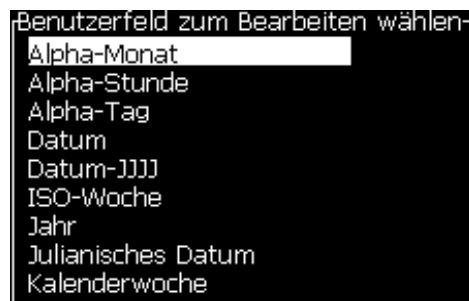 Benutzerfeld zum Bearbeiten wählen
Alpha-Monat
Alpha-Stunde
Alpha-Tag
Datum
Datum-JJJJ
ISO-Woche
Jahr
Julianisches Datum
Kalenderwoche